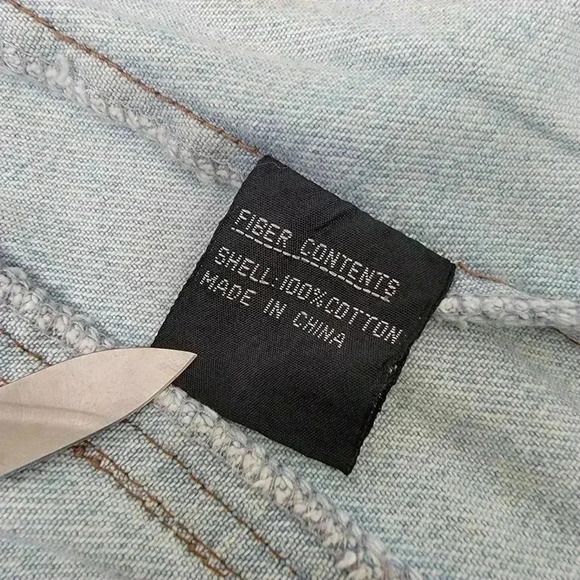 FIBER CONTENTS
SHELL:100%COTTON
MADE IN CHINA